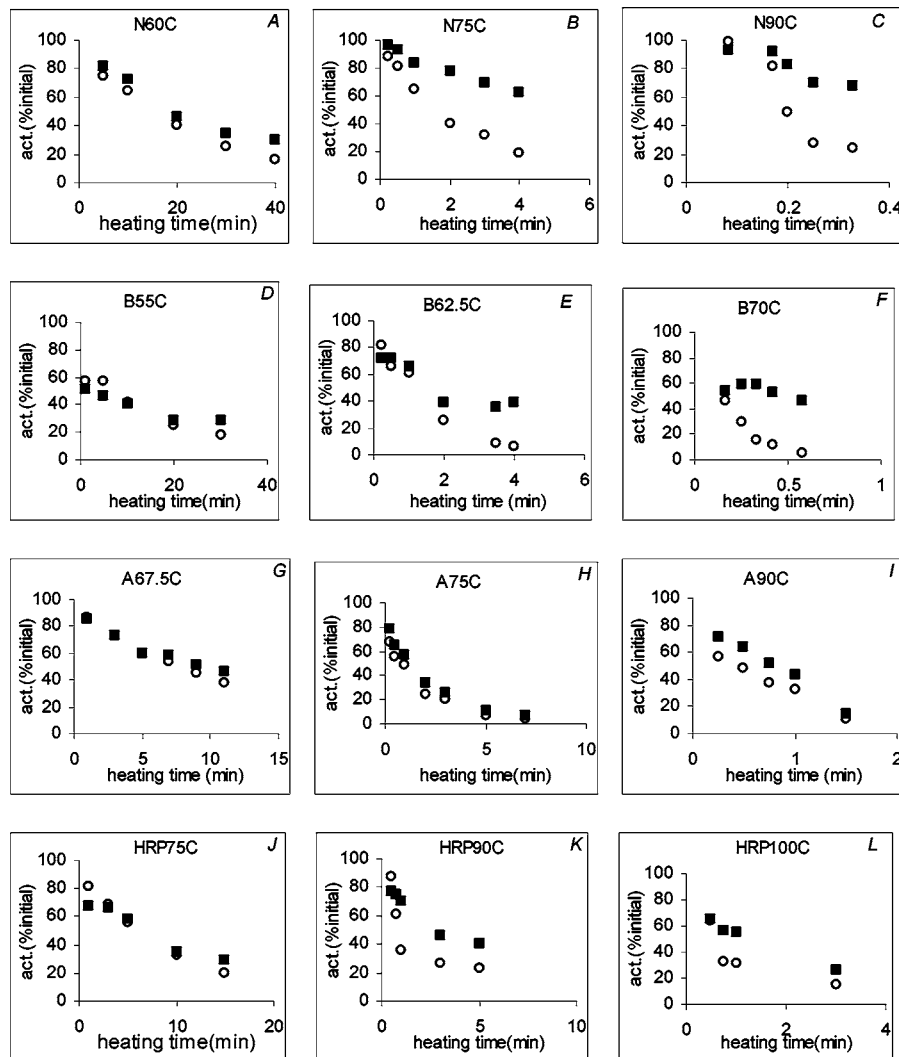 N60C
A
act.(%initial)
100
80
60
40
20
0
0 20 40
heating time(min)
N75C
B
act.(%initial)
100
80
60
40
20
0
0 2 4 6
heating time(min)
N90C
C
act.(%initial)
100
80
60
40
20
0
0 0.2 0.4
heating time(min)
B55C
D
act.(%initial)
100
80
60
40
20
0
0 20 40
heating time(min)
B62.5C
E
act.(%initial)
100
80
60
40
20
0
0 2 4 6
heating time (min)
B70C
F
act.(%initial)
100
80
60
40
20
0
0 0.5 1
heating time(min)
A67.5C
G
act.(%initial)
100
80
60
40
20
0
0 5 10 15
heating time (min)
A75C
H
act.(%initial)
100
80
60
40
20
0
0 5 10
heating time(min)
A90C
I
act.(%initial)
100
80
60
40
20
0
0 1 2
heating time (min)
HRP75C
J
act.(%initial)
100
80
60
40
20
0
0 10 20
heating time(min)
HRP90C
K
act.(%initial)
100
80
60
40
20
0
0 5 10
heating time(min)
HRP100C
L
act.(%initial)
100
80
60
40
20
0
0 2 4
heating time(min)